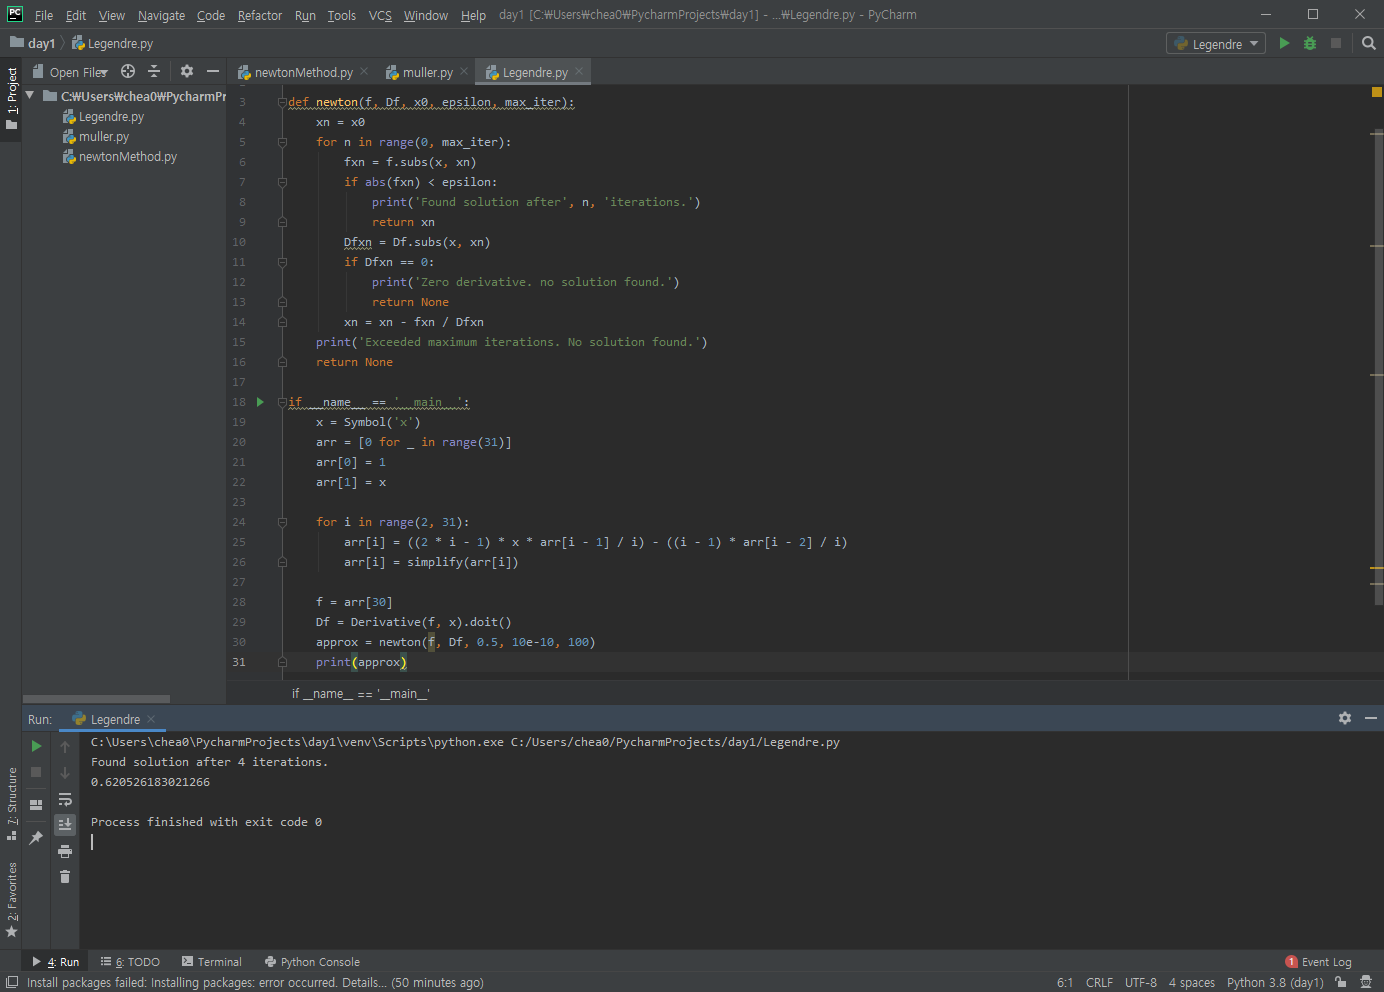 PC File Edit View Navigate Code Refactor Run Tools VCS Window Help day1 [C:\Users₩chea0₩PycharmProjects₩day1] - ...₩Legendre.py - PyCharm
day1 Legendre.py Legendre
1: Project Open Files newtonMethod.py muller.py Legendre.py
C:₩Users₩chea0₩PycharmPr
Legendre.py
muller.py
newtonMethod.py
3 def newton(f, Df, x0, epsilon, max_iter):
4 xn = x0
5 for n in range(0, max_iter):
6 fxn = f.subs(x, xn)
7 if abs(fxn) < epsilon:
8 print('Found solution after', n, 'iterations.')
9 return xn
10 Dfxn = Df.subs(x, xn)
11 if Dfxn == 0:
12 print('Zero derivative. no solution found.')
13 return None
14 xn = xn - fxn / Dfxn
15 print('Exceeded maximum iterations. No solution found.')
16 return None
17
18 if __name__ == '__main__':
19 x = Symbol('x')
20 arr = [0 for _ in range(31)]
21 arr[0] = 1
22 arr[1] = x
23
24 for i in range(2, 31):
25 arr[i] = ((2 * i - 1) * x * arr[i - 1] / i) - ((i - 1) * arr[i - 2] / i)
26 arr[i] = simplify(arr[i])
27
28 f = arr[30]
29 Df = Derivative(f, x).doit()
30 approx = newton(f, Df, 0.5, 10e-10, 100)
31 print(approx)
if __name__ == '__main__'
Run: Legendre
C:\Users\chea0\PycharmProjects\day1\venv\Scripts\python.exe C:/Users/chea0/PycharmProjects/day1/Legendre.py
Found solution after 4 iterations.
0.620526183021266
Process finished with exit code 0
7: Structure
2: Favorites
4: Run 6: TODO Terminal Python Console 1 Event Log
Install packages failed: Installing packages: error occurred. Details... (50 minutes ago) 6:1 CRLF UTF-8 4 spaces Python 3.8 (day1)